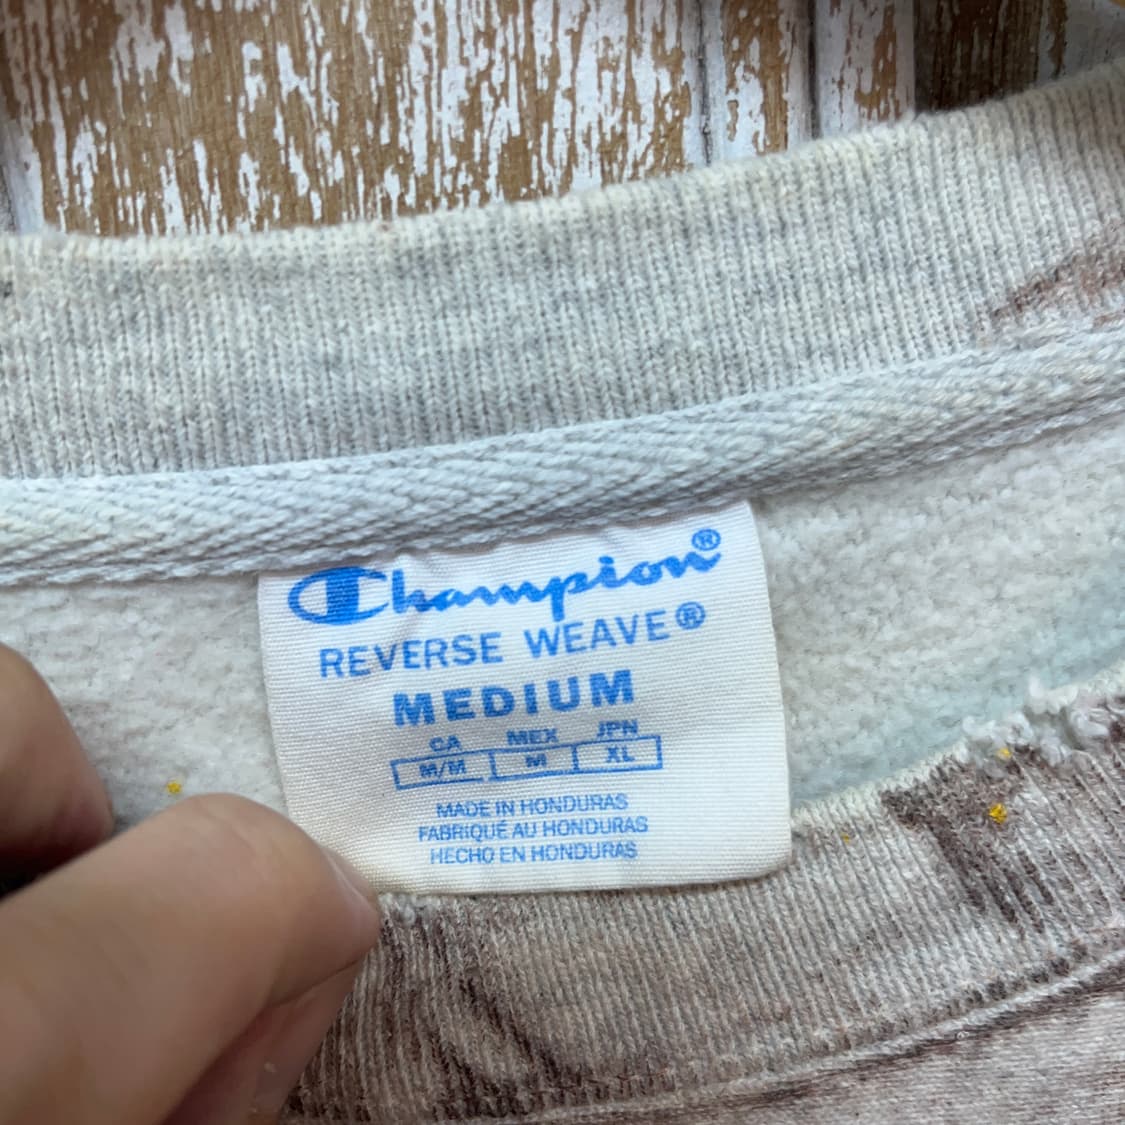 Champion®
REVERSE WEAVE®
MEDIUM
CA MEX JPN
M/M M XL
MADE IN HONDURAS
FABRIQUÉ AU HONDURAS
HECHO EN HONDURAS